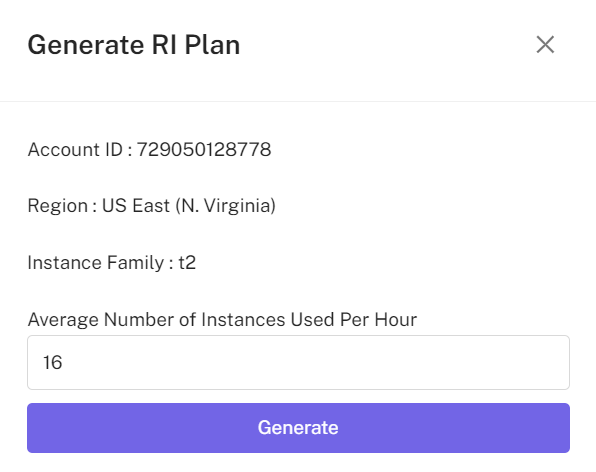 Generate RI Plan
Account ID : 729050128778
Region : US East (N. Virginia)
Instance Family : t2
Average Number of Instances Used Per Hour
16
Generate